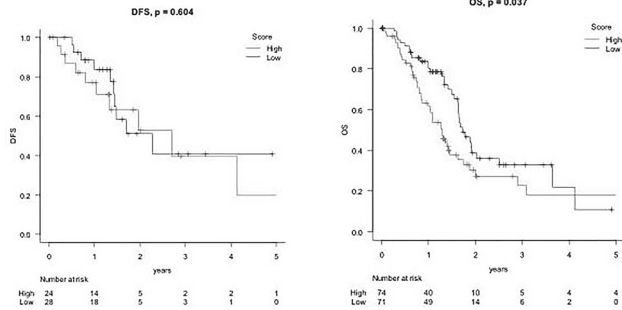 DFS, p = 0.604
Score
High
Low
DFS
1.0
0.8
0.6
0.4
0.2
0.0
0 1 2 3 4 5
years
Number at risk
High 24 14 5 2 2 1
Low 28 18 5 3 1 0
OS, p = 0.037
Score
High
Low
OS
1.0
0.8
0.6
0.4
0.2
0.0
0 1 2 3 4 5
years
Number at risk
High 74 40 10 5 4 4
Low 71 49 14 6 2 0